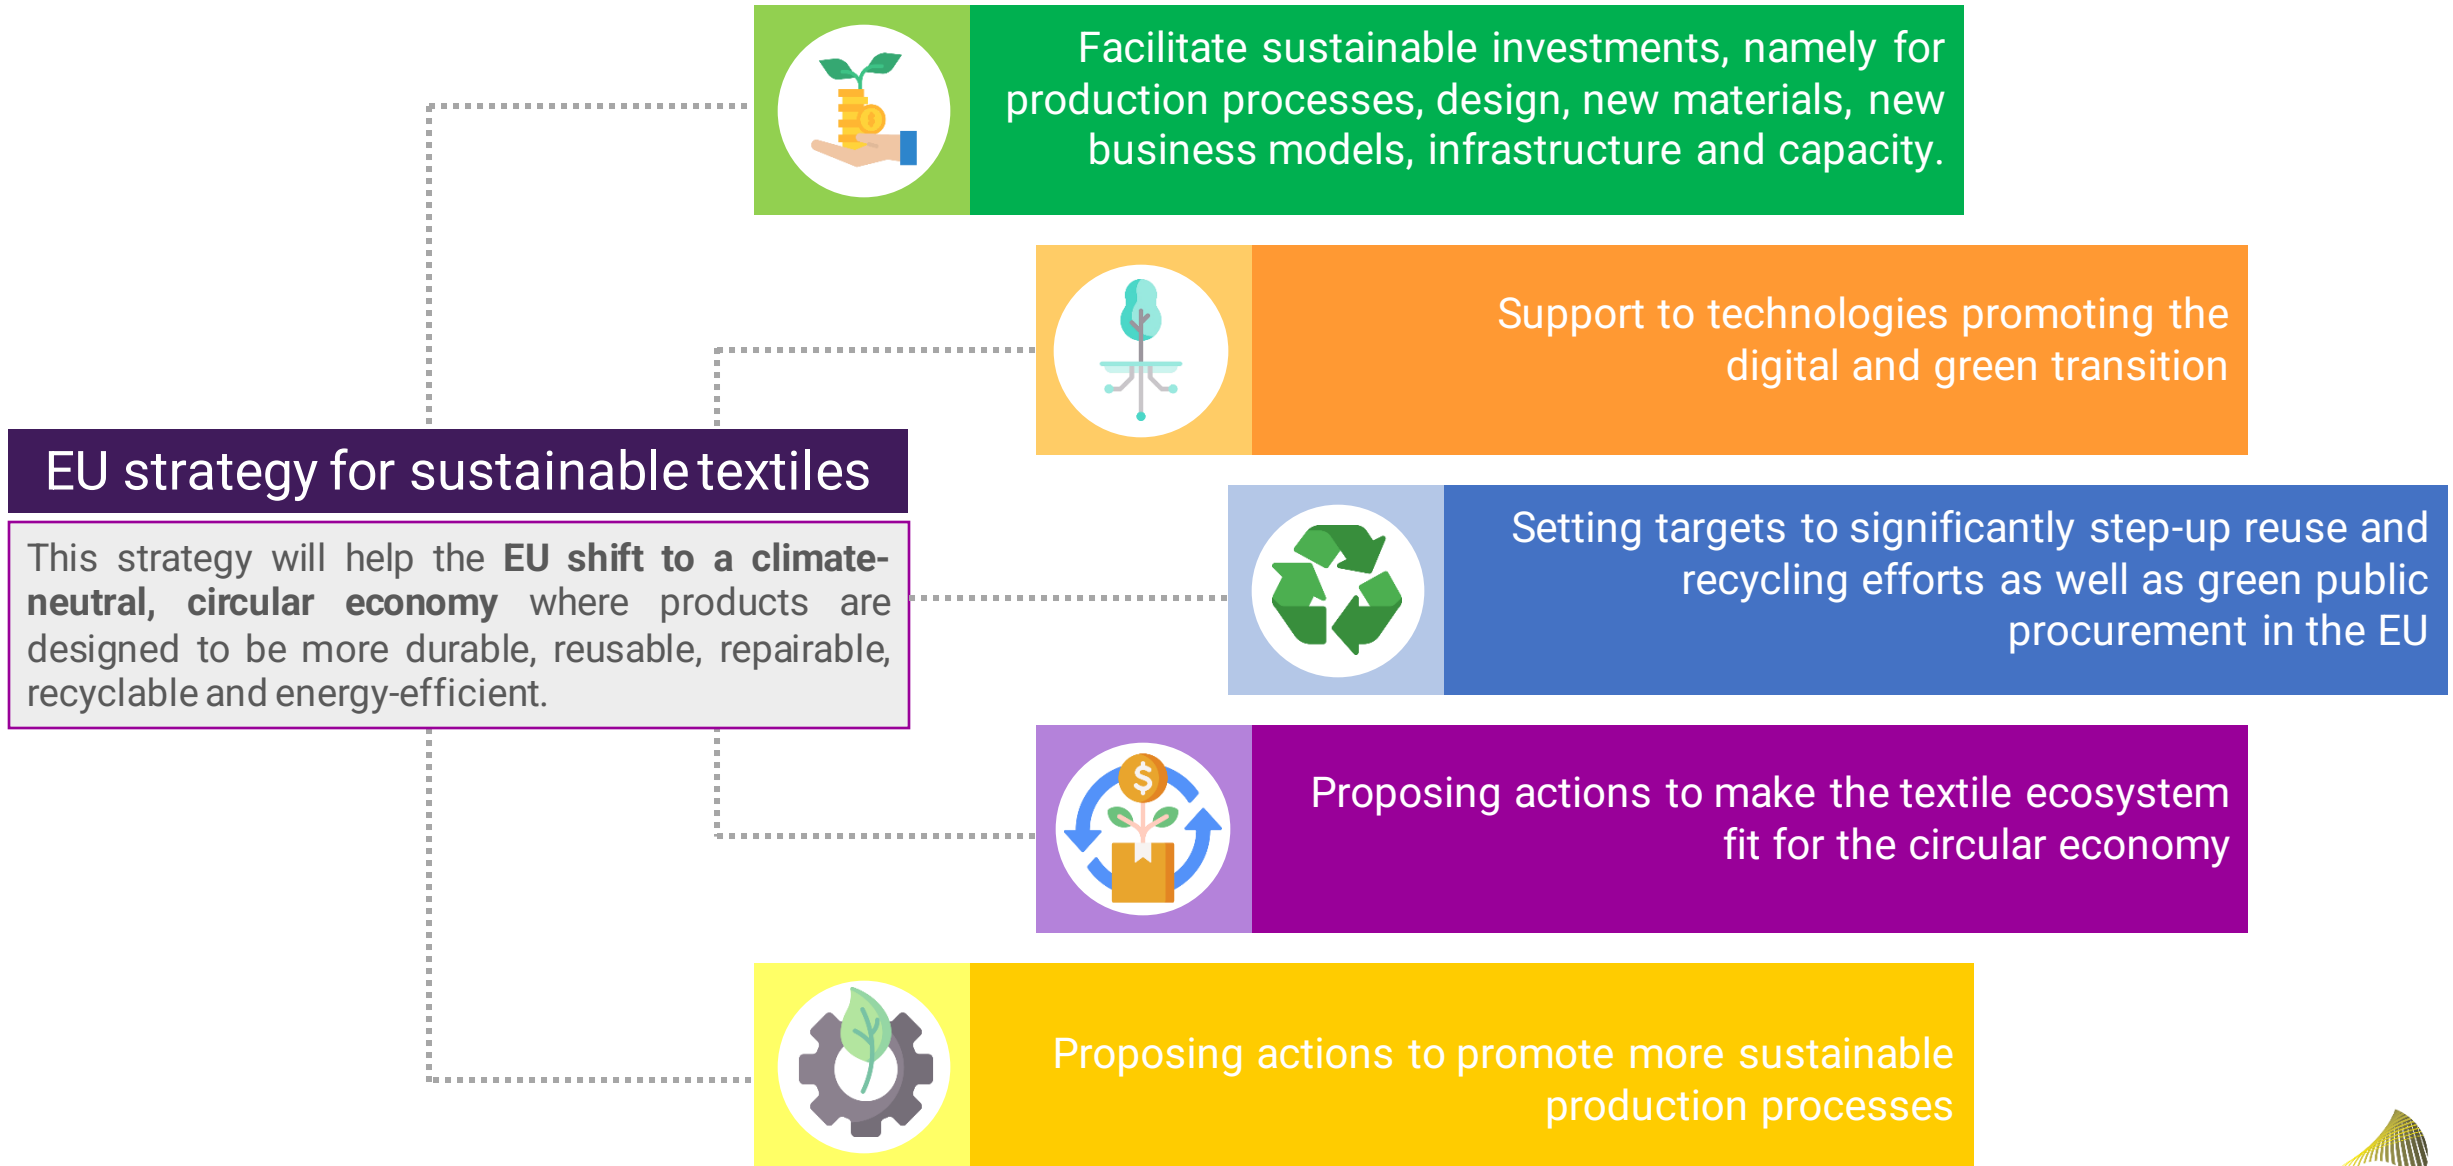 Facilitate sustainable investments, namely for
production processes, design, new materials, new
business models, infrastructure and capacity.
Support to technologies promoting the
digital and green transition
EU strategy for sustainable textiles
This strategy will help the EU shift to a climate-
neutral, circular economy where products are
designed to be more durable, reusable, repairable,
recyclable and energy-efficient.
Setting targets to significantly step-up reuse and
recycling efforts as well as green public
procurement in the EU
Proposing actions to make the textile ecosystem
fit for the circular economy
Proposing actions to promote more sustainable
production processes